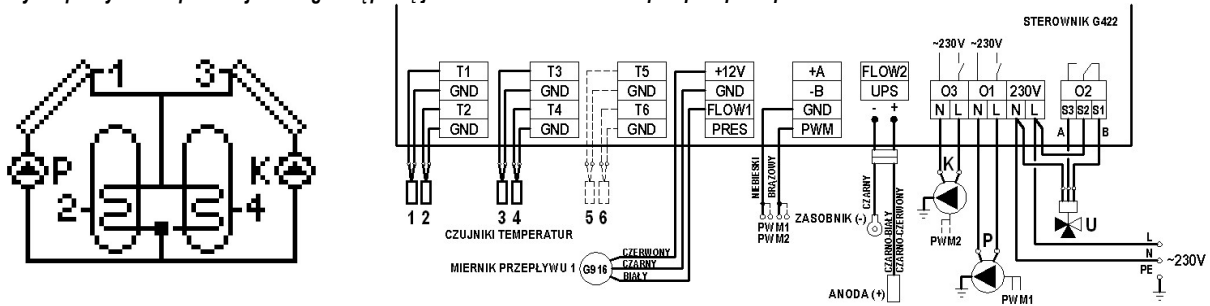 STEROWNIK G422
~230V ~230V
1 3
P K
2 4
T1 T3 T5 +12V +A FLOW2
GND GND GND GND -B UPS
T2 T4 T6 FLOW1 GND - +
GND GND GND PRES PWM
O3 O1 230V O2
N L N L N L S3 S2 S1
A B
NIEBIESKI
BRĄZOWY
CZARNY
K
1 2 3 4 5 6
CZUJNIKI TEMPERATUR
PWM1
PWM2
ZASOBNIK (-)
CZARNO-BIAŁY
CZARNO-CZERWONY
PWM2
P
U
MIERNIK PRZEPŁYWU 1
G916
CZERWONY
CZARNY
BIAŁY
ANODA (+)
PWM1
L
N
PE
~230V